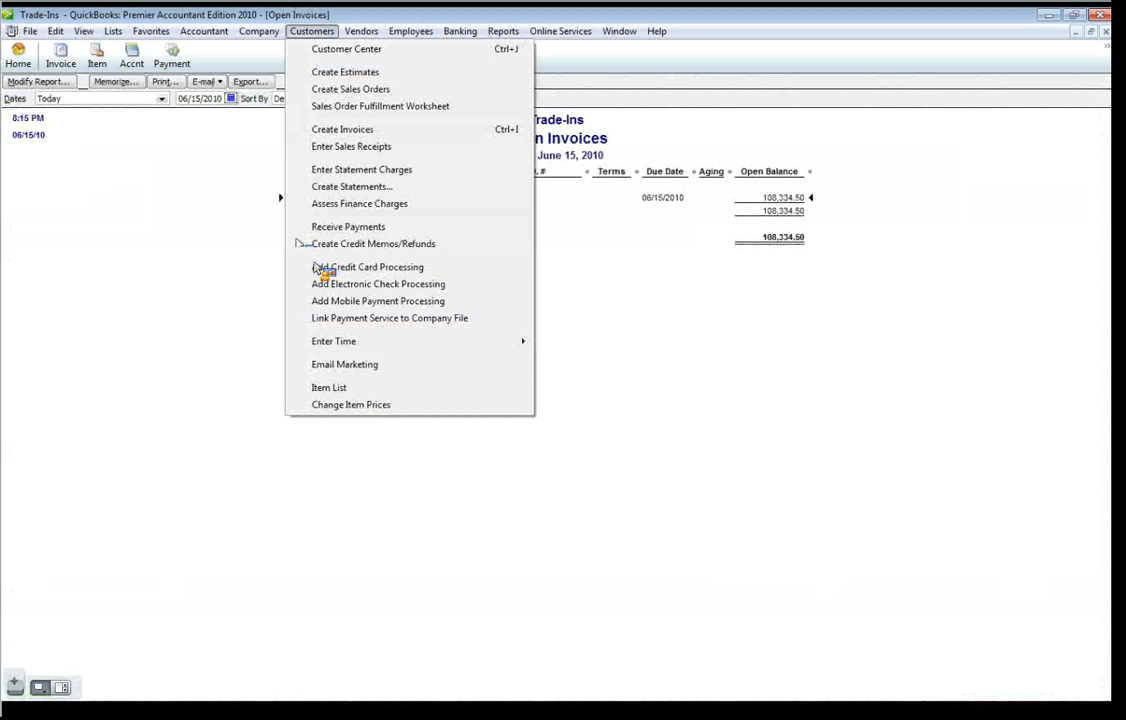 Trade-Ins - QuickBooks: Premier Accountant Edition 2010 - [Open Invoices]
File Edit View Lists Favorites Accountant Company Customers Vendors Employees Banking Reports Online Services Window Help
Home Invoice Item Accnt Payment
Modify Report... Memorize... Print... E-mail Export...
Dates Today 06/15/2010 Sort By De
8:15 PM
06/15/10
Trade-Ins
n Invoices
June 15, 2010
# Terms Due Date Aging Open Balance
06/15/2010 108,334.50
108,334.50
108,334.50
Customer Center Ctrl+J
Create Estimates
Create Sales Orders
Sales Order Fulfillment Worksheet
Create Invoices Ctrl+I
Enter Sales Receipts
Enter Statement Charges
Create Statements...
Assess Finance Charges
Receive Payments
Create Credit Memos/Refunds
Add Credit Card Processing
Add Electronic Check Processing
Add Mobile Payment Processing
Link Payment Service to Company File
Enter Time
Email Marketing
Item List
Change Item Prices